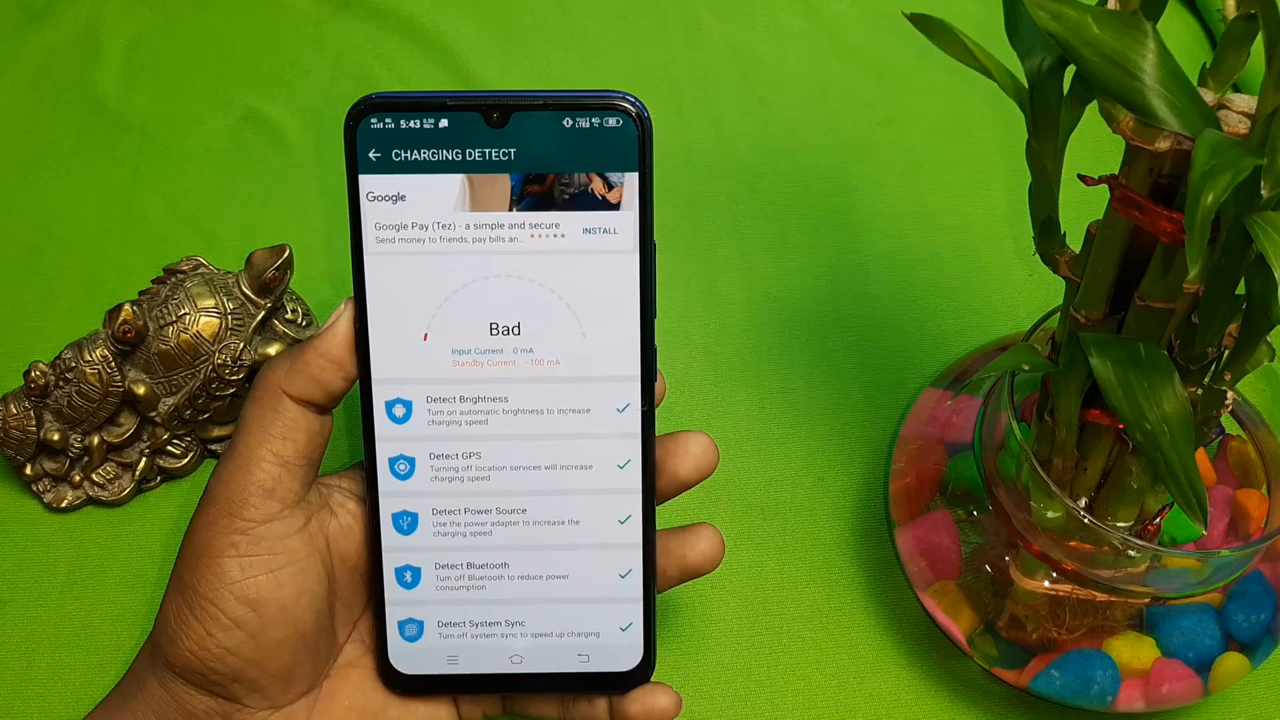 5:43
CHARGING DETECT
Google
Google Pay (Tez) - a simple and secure
Send money to friends, pay bills an...
INSTALL
Bad
Input Current : 0 mA
Standby Current : -100 mA
Detect Brightness
Turn on automatic brightness to increase
charging speed
Detect GPS
Turning off location services will increase
charging speed
Detect Power Source
Use the power adapter to increase the
charging speed
Detect Bluetooth
Turn off Bluetooth to reduce power
consumption
Detect System Sync
Turn off system sync to speed up charging